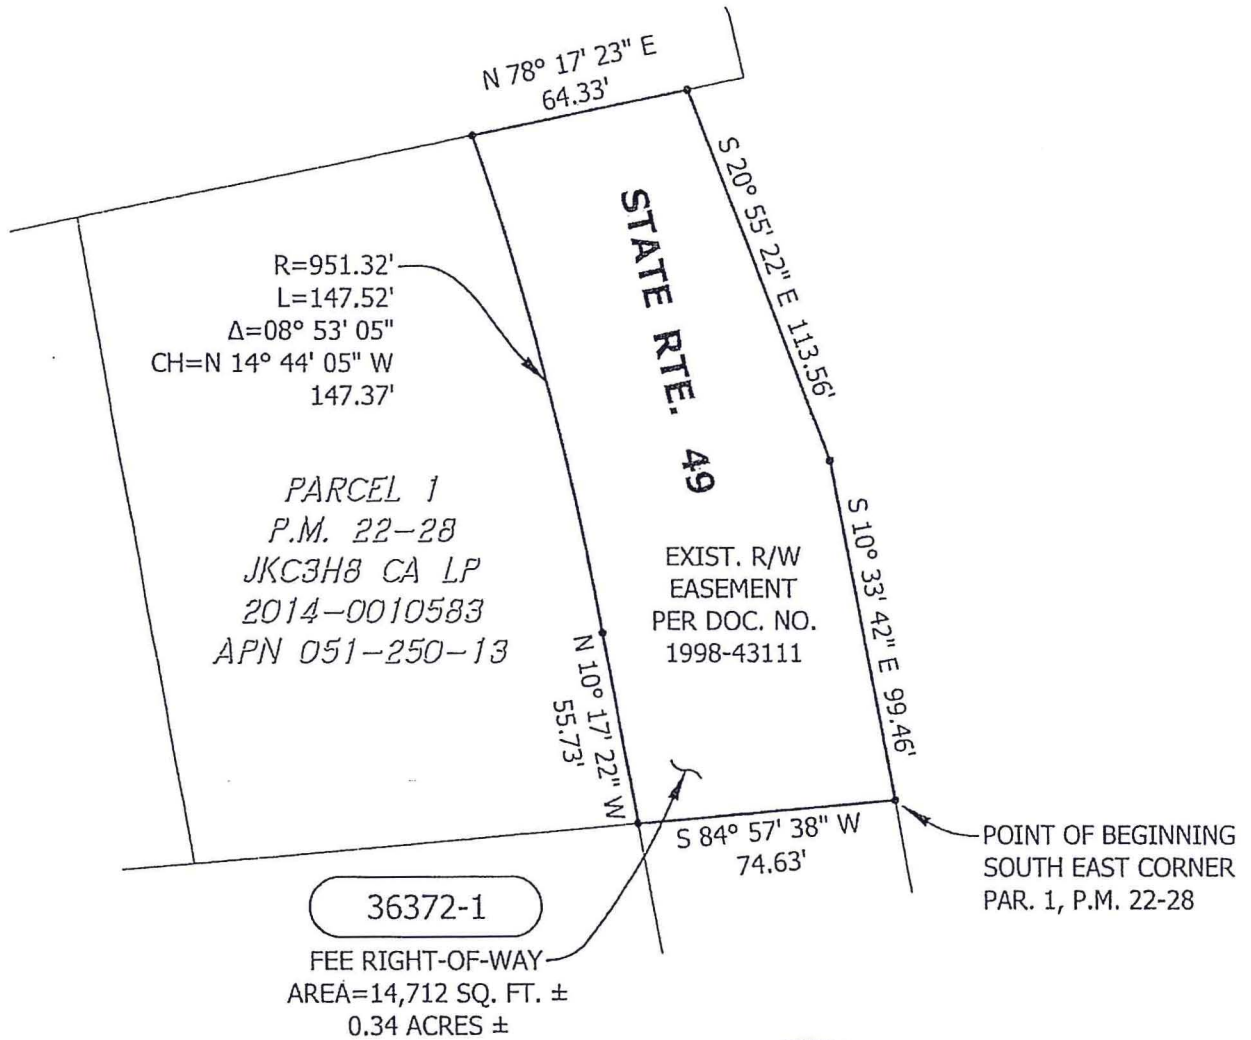 N 78° 17' 23" E
64.33'
S 20° 55' 22" E 113.56'
STATE RTE. 49
R=951.32'
L=147.52'
Δ=08° 53' 05"
CH=N 14° 44' 05" W
147.37'
PARCEL 1
P.M. 22-28
JKC3H8 CA LP
2014-0010583
APN 051-250-13
EXIST. R/W
EASEMENT
PER DOC. NO.
1998-43111
S 10° 33' 42" E 99.46'
N 10° 17' 22" W
55.73'
S 84° 57' 38" W
74.63'
POINT OF BEGINNING
SOUTH EAST CORNER
PAR. 1, P.M. 22-28
36372-1
FEE RIGHT-OF-WAY
AREA=14,712 SQ. FT. ±
0.34 ACRES ±